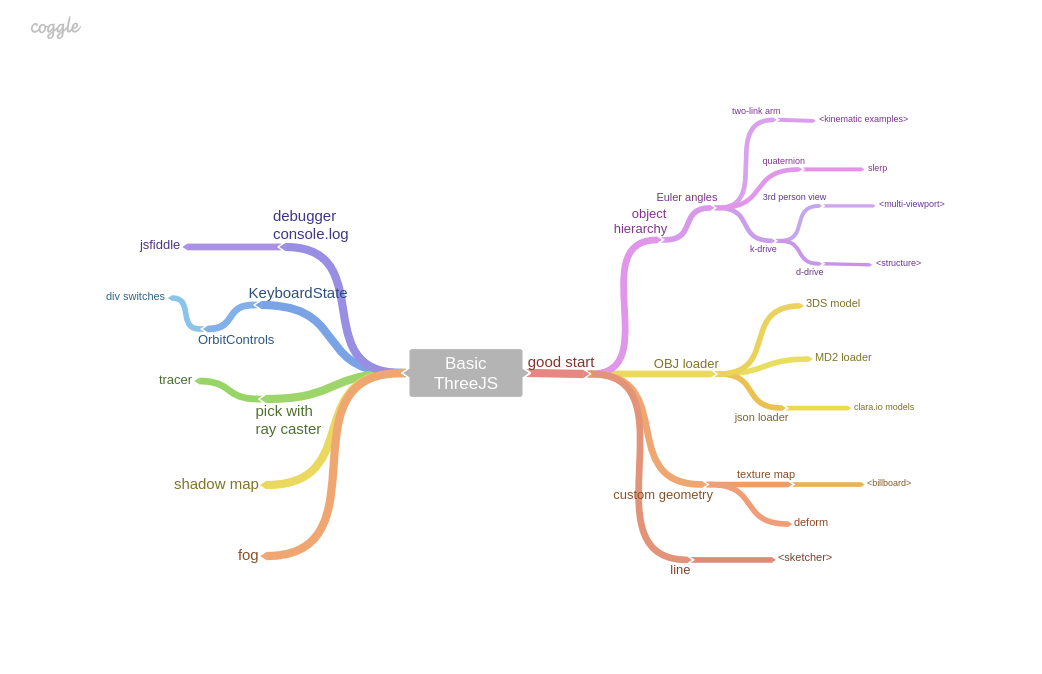 coggle
debugger
console.log
jsfiddle
KeyboardState
div switches
OrbitControls
tracer
pick with
ray caster
shadow map
fog
Basic
ThreeJS
good start
two-link arm
<kinematic examples>
quaternion
slerp
Euler angles
3rd person view
<multi-viewport>
object
hierarchy
k-drive
d-drive
<structure>
3DS model
OBJ loader
MD2 loader
json loader
clara.io models
texture map
<billboard>
custom geometry
deform
line
<sketcher>